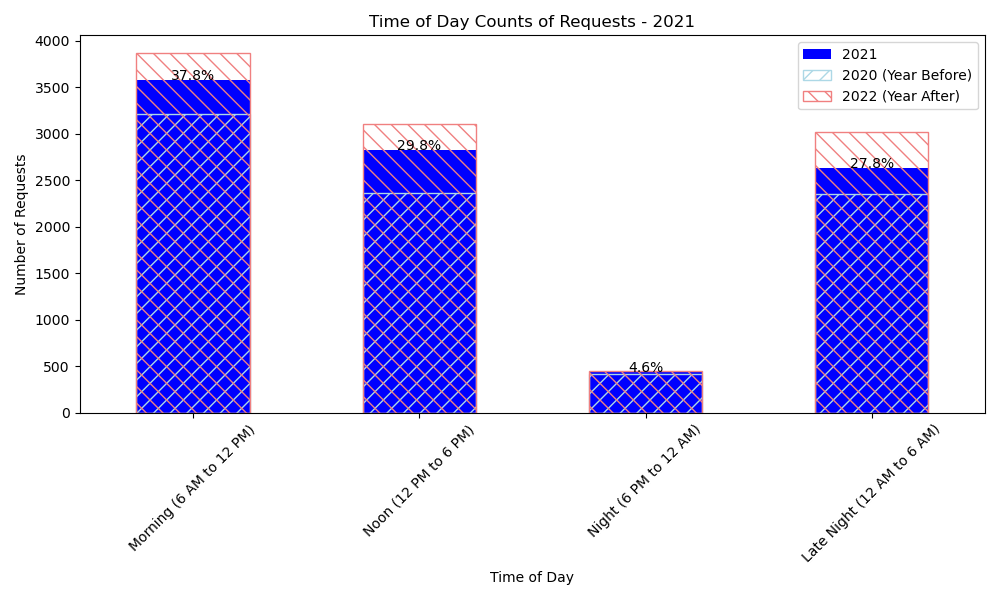 Time of Day Counts of Requests - 2021
Number of Requests
4000
3500
3000
2500
2000
1500
1000
500
0
37.8%
29.8%
4.6%
27.8%
2021
2020 (Year Before)
2022 (Year After)
Morning (6 AM to 12 PM)
Noon (12 PM to 6 PM)
Night (6 PM to 12 AM)
Late Night (12 AM to 6 AM)
Time of Day